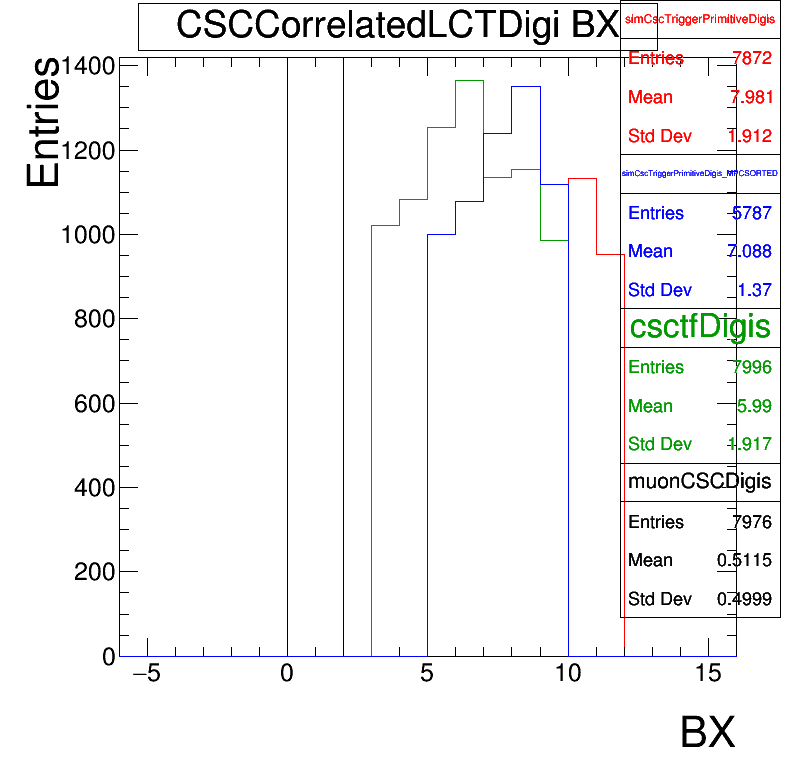 CSCCorrelatedLCTDigi BX
Entries
1400
1200
1000
800
600
400
200
0
−5 0 5 10 15
BX
simCscTriggerPrimitiveDigis
Entries 7872
Mean 7.981
Std Dev 1.912
simCscTriggerPrimitiveDigis_MPCSORTED
Entries 5787
Mean 7.088
Std Dev 1.37
csctfDigis
Entries 7996
Mean 5.99
Std Dev 1.917
muonCSCDigis
Entries 7976
Mean 0.5115
Std Dev 0.4999